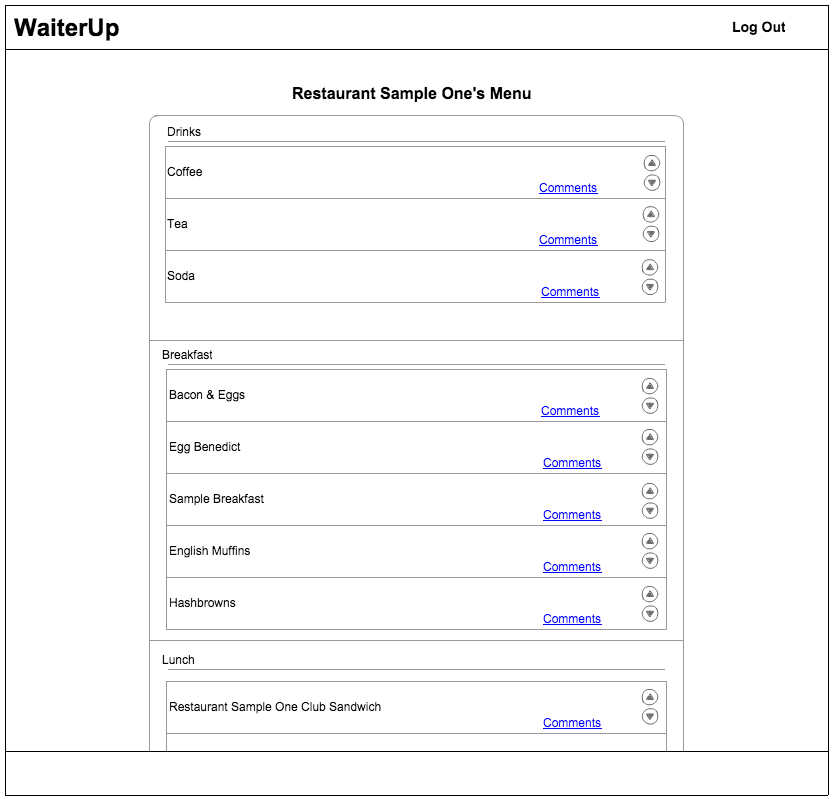 WaiterUp
Log Out
Restaurant Sample One's Menu
Drinks
Coffee
Comments
Tea
Comments
Soda
Comments
Breakfast
Bacon & Eggs
Comments
Egg Benedict
Comments
Sample Breakfast
Comments
English Muffins
Comments
Hashbrowns
Comments
Lunch
Restaurant Sample One Club Sandwich
Comments